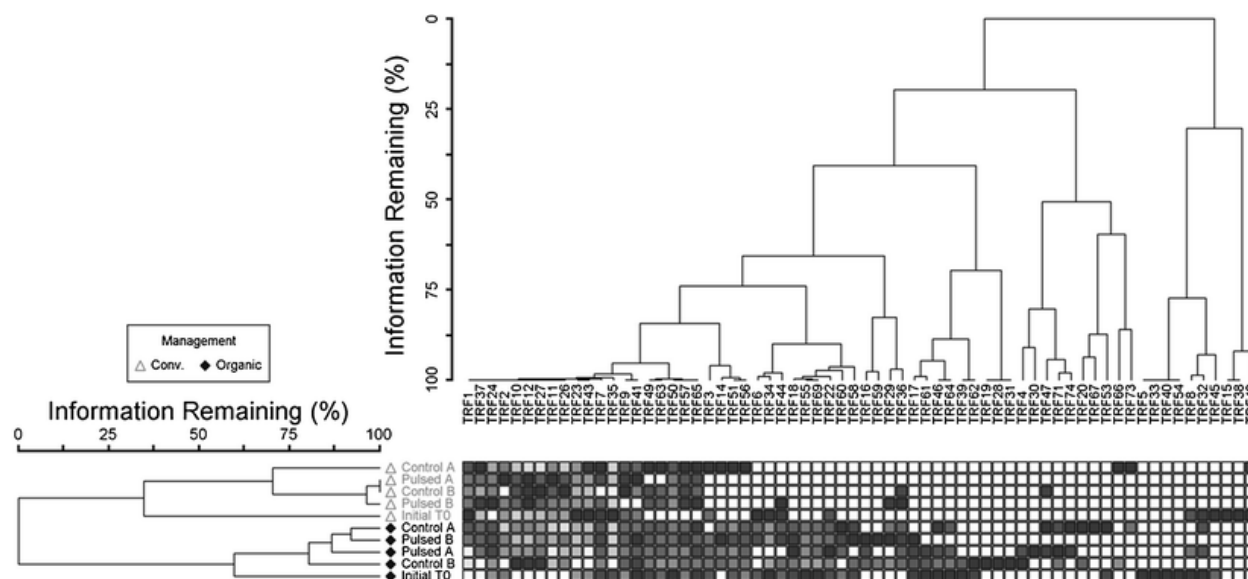 0
25
50
75
100
Information Remaining (%)
Management
△ Conv. ◆ Organic
Information Remaining (%)
0 25 50 75 100
TRF1 TRF37 TRF24 TRF2 TRF10 TRF12 TRF27 TRF11 TRF26 TRF23 TRF43 TRF7 TRF35 TRF9 TRF41 TRF49 TRF63 TRF50 TRF57 TRF65 TRF3 TRF14 TRF51 TRF56 TRF6 TRF34 TRF44 TRF18 TRF55 TRF69 TRF22 TRF60 TRF58 TRF16 TRF59 TRF29 TRF36 TRF17 TRF61 TRF46 TRF64 TRF39 TRF62 TRF19 TRF28 TRF31 TRF4 TRF30 TRF47 TRF71 TRF74 TRF20 TRF67 TRF53 TRF66 TRF73 TRF5 TRF33 TRF40 TRF54 TRF8 TRF32 TRF45 TRF15 TRF38
△ Control A
△ Pulsed A
△ Control B
△ Pulsed B
△ Initial T0
◆ Control A
◆ Pulsed B
◆ Pulsed A
◆ Control B
◆ Initial T0